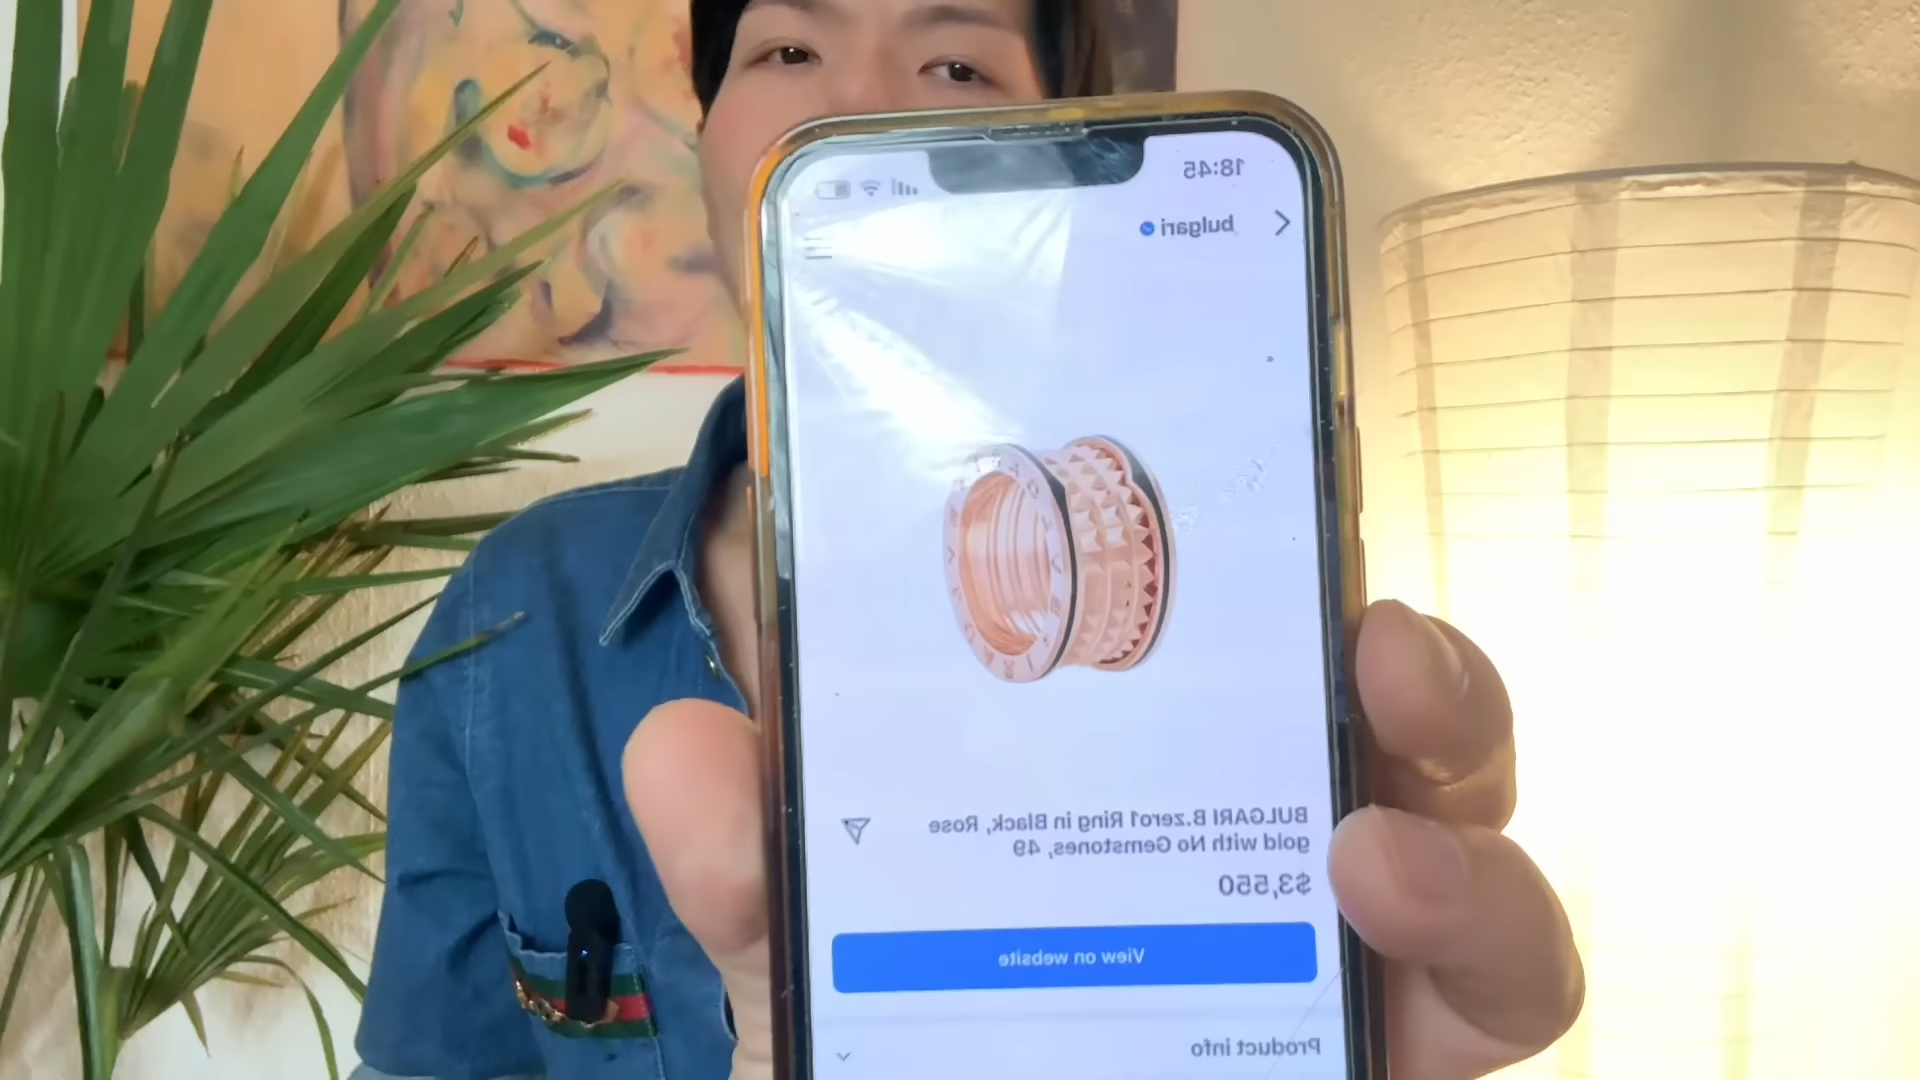 18:45
bulgari
BULGARI B.zero1 Ring in Black, Rose
gold with No Gemstones, 49
$3,550
View on website
Product info